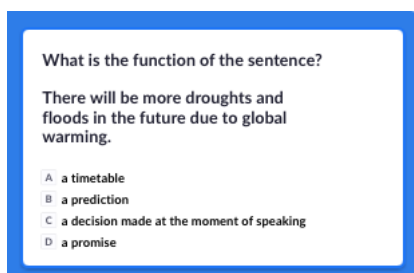 What is the function of the sentence?
There will be more droughts and
floods in the future due to global
warming.
A a timetable
B a prediction
C a decision made at the moment of speaking
D a promise